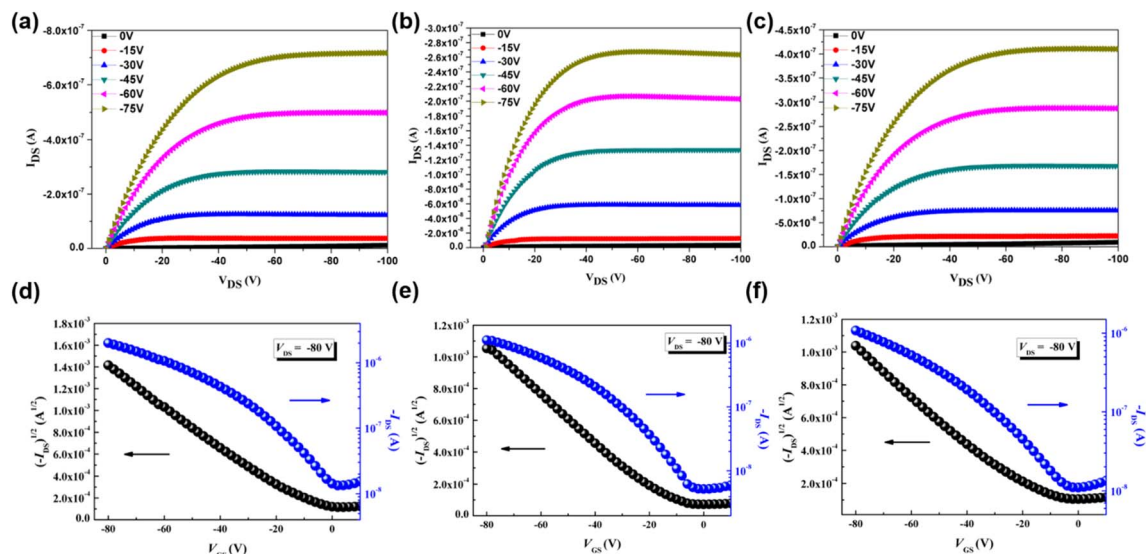 (a)
-8.0x10⁻⁷
-6.0x10⁻⁷
-4.0x10⁻⁷
-2.0x10⁻⁷
0.0
I_DS (A)
0V
-15V
-30V
-45V
-60V
-75V
0 -20 -40 -60 -80 -100
V_DS (V)
(b)
-3.0x10⁻⁷
-2.8x10⁻⁷
-2.6x10⁻⁷
-2.4x10⁻⁷
-2.2x10⁻⁷
-2.0x10⁻⁷
-1.8x10⁻⁷
-1.6x10⁻⁷
-1.4x10⁻⁷
-1.2x10⁻⁷
-1.0x10⁻⁷
-8.0x10⁻⁸
-6.0x10⁻⁸
-4.0x10⁻⁸
-2.0x10⁻⁸
0.0
I_DS (A)
0V
-15V
-30V
-45V
-60V
-75V
0 -20 -40 -60 -80 -100
V_DS (V)
(c)
-4.5x10⁻⁷
-4.0x10⁻⁷
-3.5x10⁻⁷
-3.0x10⁻⁷
-2.5x10⁻⁷
-2.0x10⁻⁷
-1.5x10⁻⁷
-1.0x10⁻⁷
-5.0x10⁻⁸
0.0
I_DS (A)
0V
-15V
-30V
-45V
-60V
-75V
0 -20 -40 -60 -80 -100
V_DS (V)
(d)
1.8x10⁻³
1.6x10⁻³
1.4x10⁻³
1.2x10⁻³
1.0x10⁻³
8.0x10⁻⁴
6.0x10⁻⁴
4.0x10⁻⁴
2.0x10⁻⁴
0.0
(-I_DS)^1/2 (A^1/2)
V_DS = -80 V
10⁻⁶
10⁻⁷
10⁻⁸
-I_DS (A)
-80 -60 -40 -20 0
V_GS (V)
(e)
1.2x10⁻³
1.0x10⁻³
8.0x10⁻⁴
6.0x10⁻⁴
4.0x10⁻⁴
2.0x10⁻⁴
0.0
(-I_DS)^1/2 (A^1/2)
V_DS = -80 V
10⁻⁶
10⁻⁷
10⁻⁸
-I_DS (A)
-80 -60 -40 -20 0
V_GS (V)
(f)
1.2x10⁻³
1.0x10⁻³
8.0x10⁻⁴
6.0x10⁻⁴
4.0x10⁻⁴
2.0x10⁻⁴
0.0
(-I_DS)^1/2 (A^1/2)
V_DS = -80 V
10⁻⁶
10⁻⁷
10⁻⁸
-I_DS (A)
-80 -60 -40 -20 0
V_GS (V)